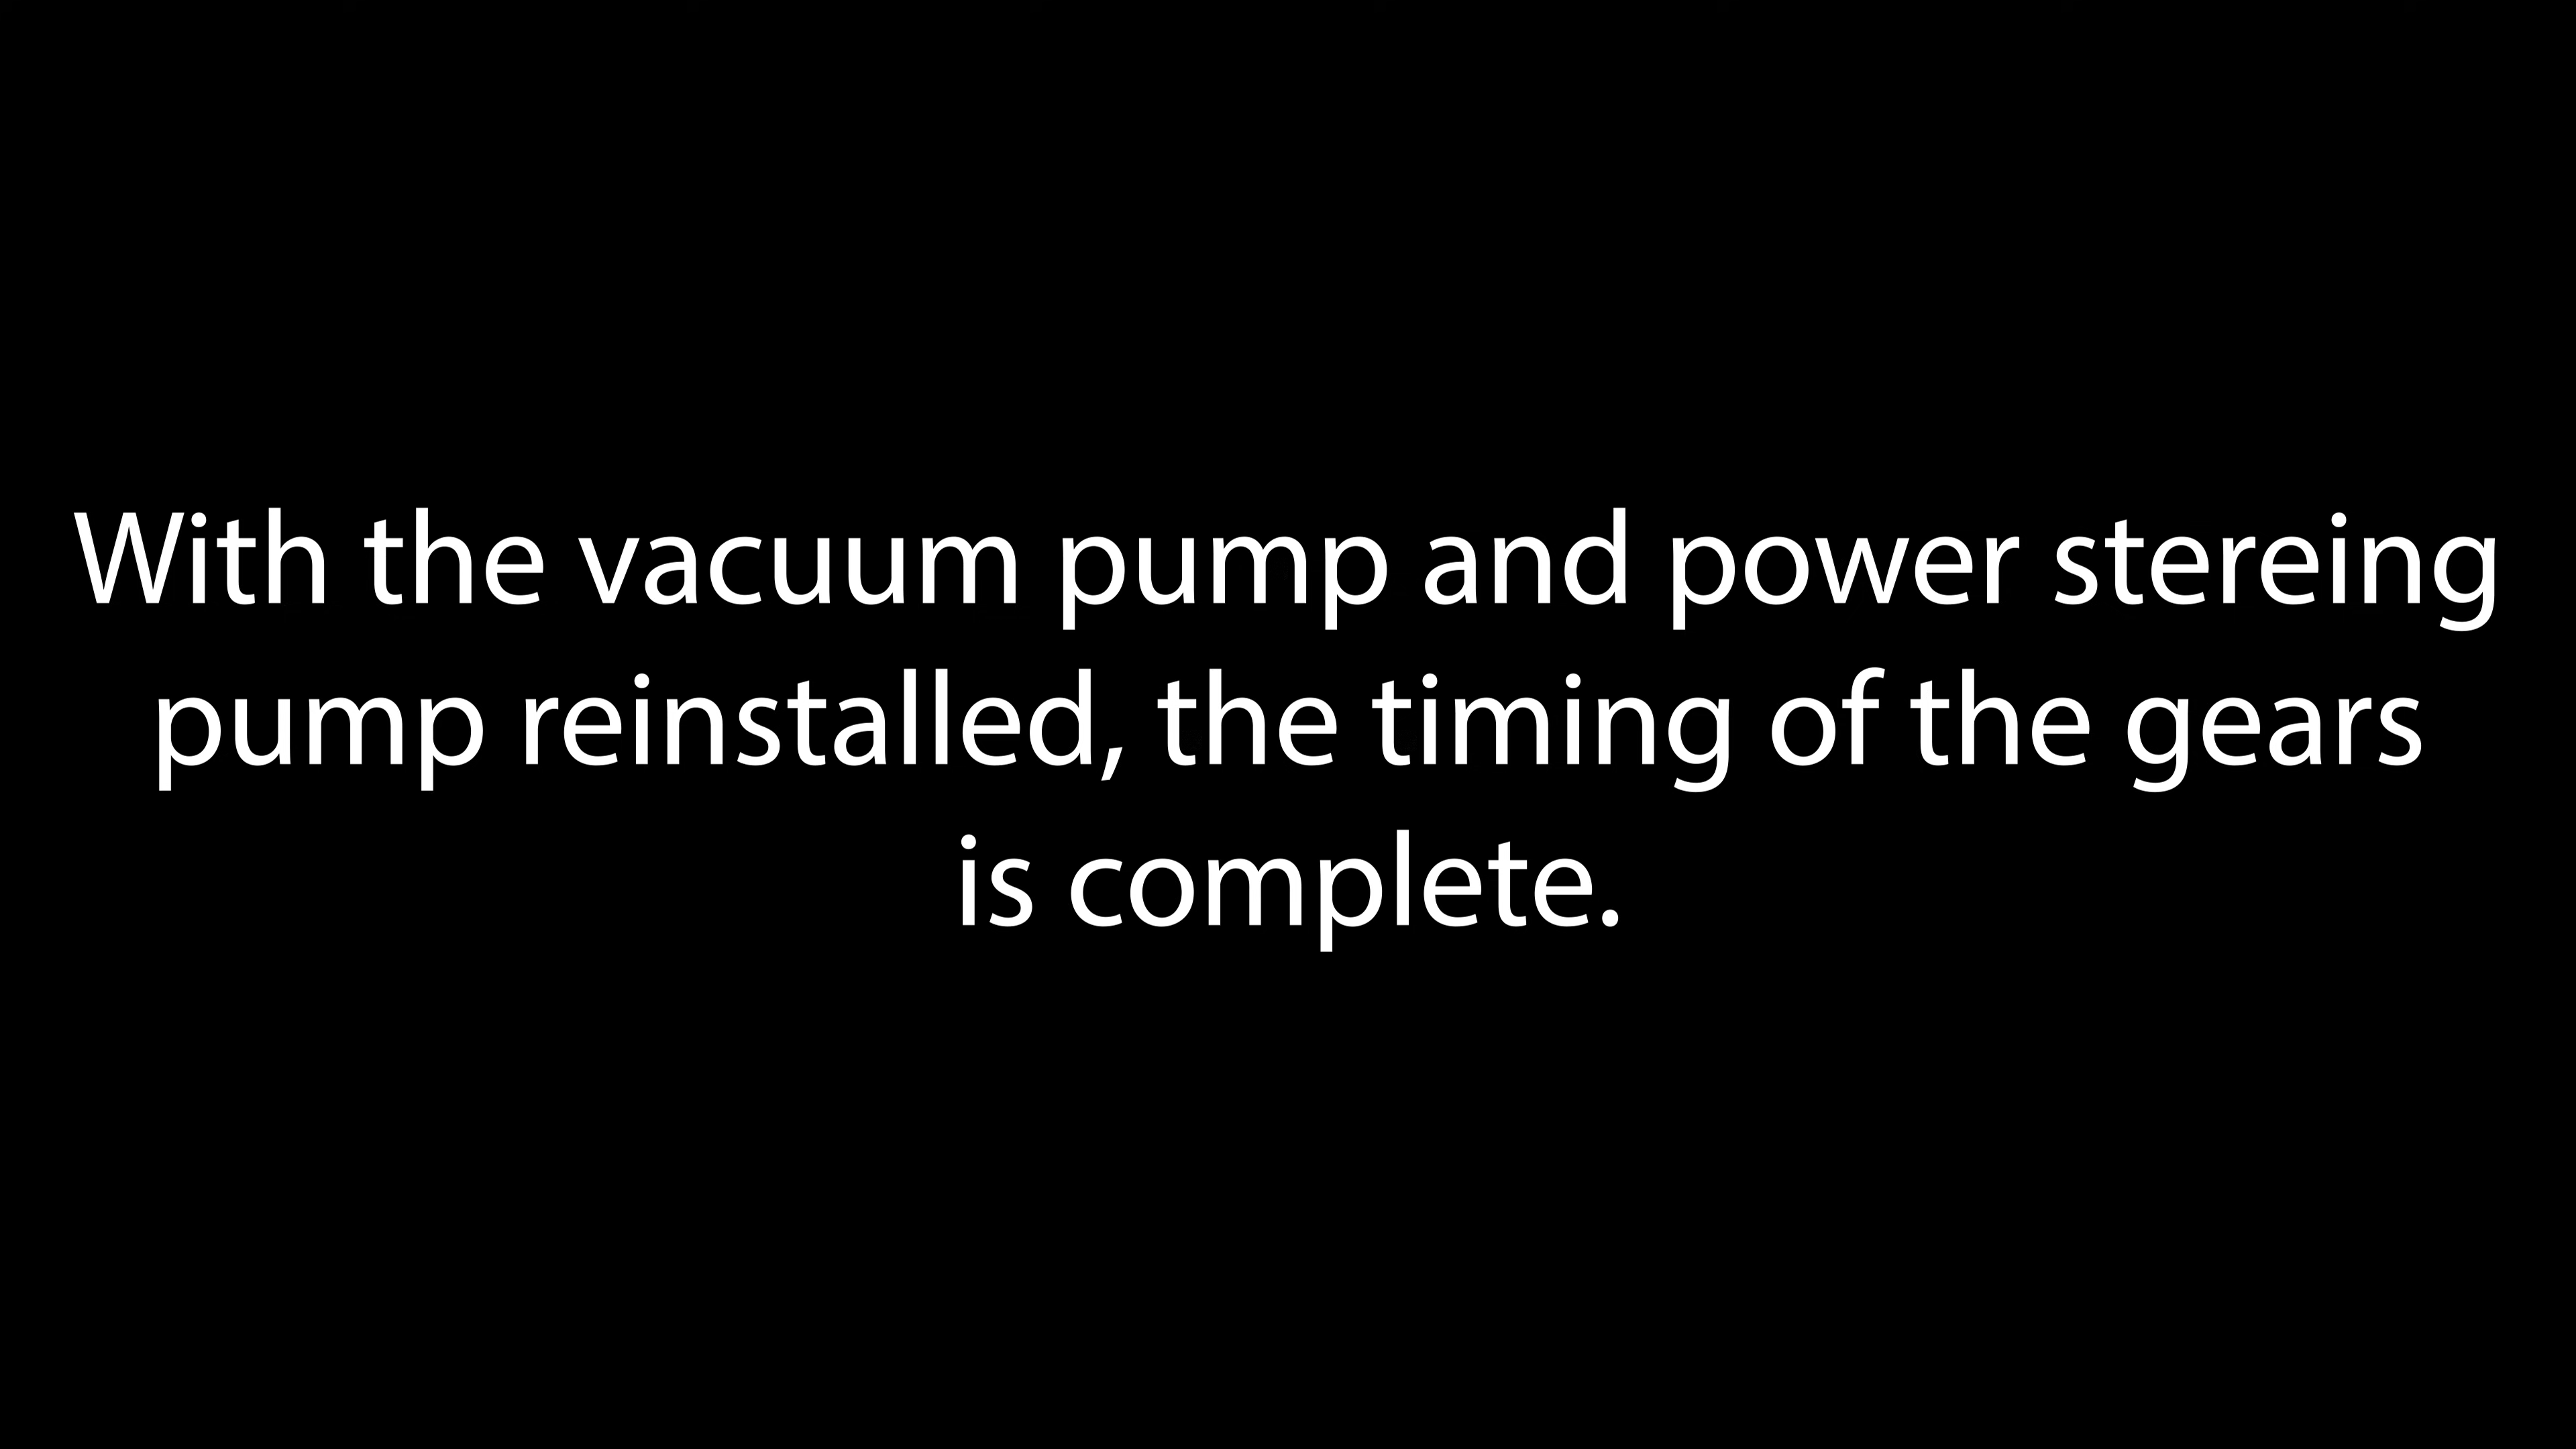 With the vacuum pump and power stereing
pump reinstalled, the timing of the gears
is complete.